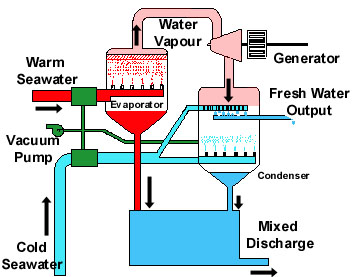 Water
Vapour
Generator
Warm
Seawater
Evaporator
Fresh Water
Output
Vacuum
Pump
Condenser
Mixed
Discharge
Cold
Seawater